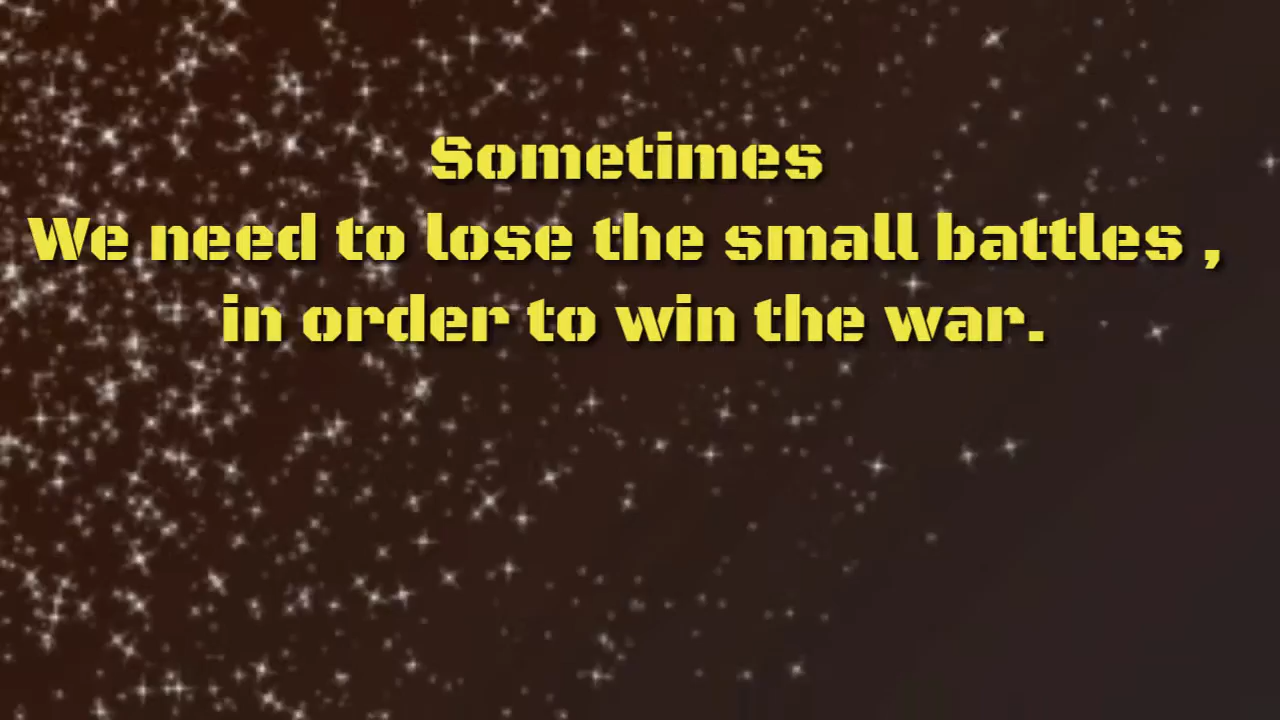 Sometimes
We need to lose the small battles ,
in order to win the war.